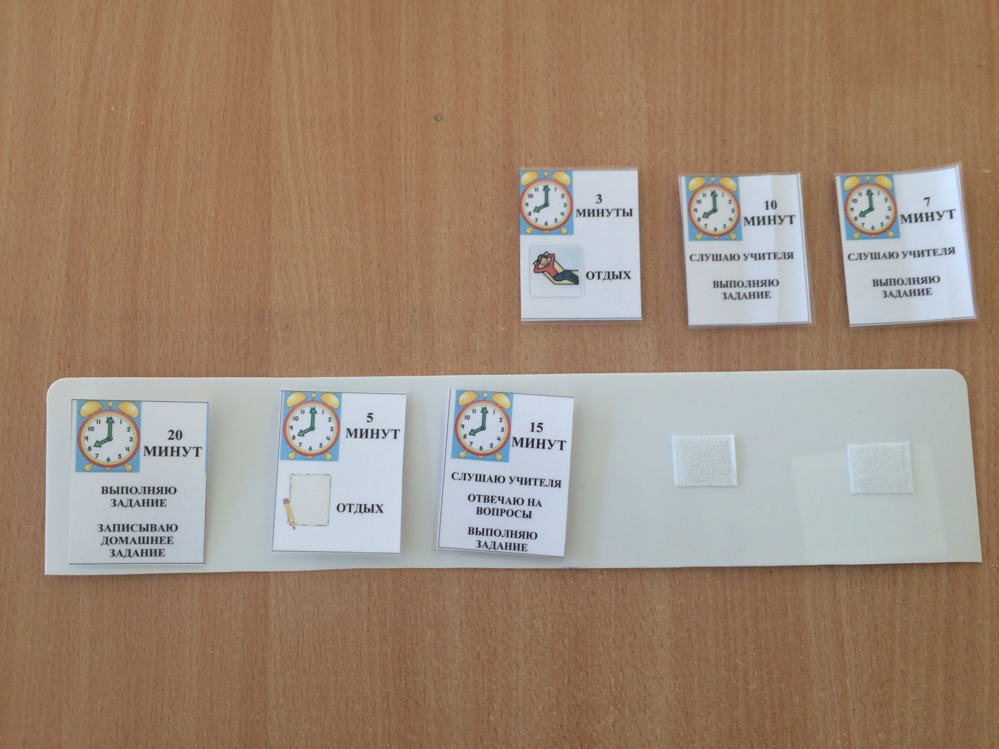 3
МИНУТЫ
ОТДЫХ
10
МИНУТ
СЛУШАЮ УЧИТЕЛЯ
ВЫПОЛНЯЮ
ЗАДАНИЕ
7
МИНУТ
СЛУШАЮ УЧИТЕЛЯ
ВЫПОЛНЯЮ
ЗАДАНИЕ
20
МИНУТ
ВЫПОЛНЯЮ
ЗАДАНИЕ
ЗАПИСЫВАЮ
ДОМАШНЕЕ
ЗАДАНИЕ
5
МИНУТ
ОТДЫХ
15
МИНУТ
СЛУШАЮ УЧИТЕЛЯ
ОТВЕЧАЮ НА
ВОПРОСЫ
ВЫПОЛНЯЮ
ЗАДАНИЕ